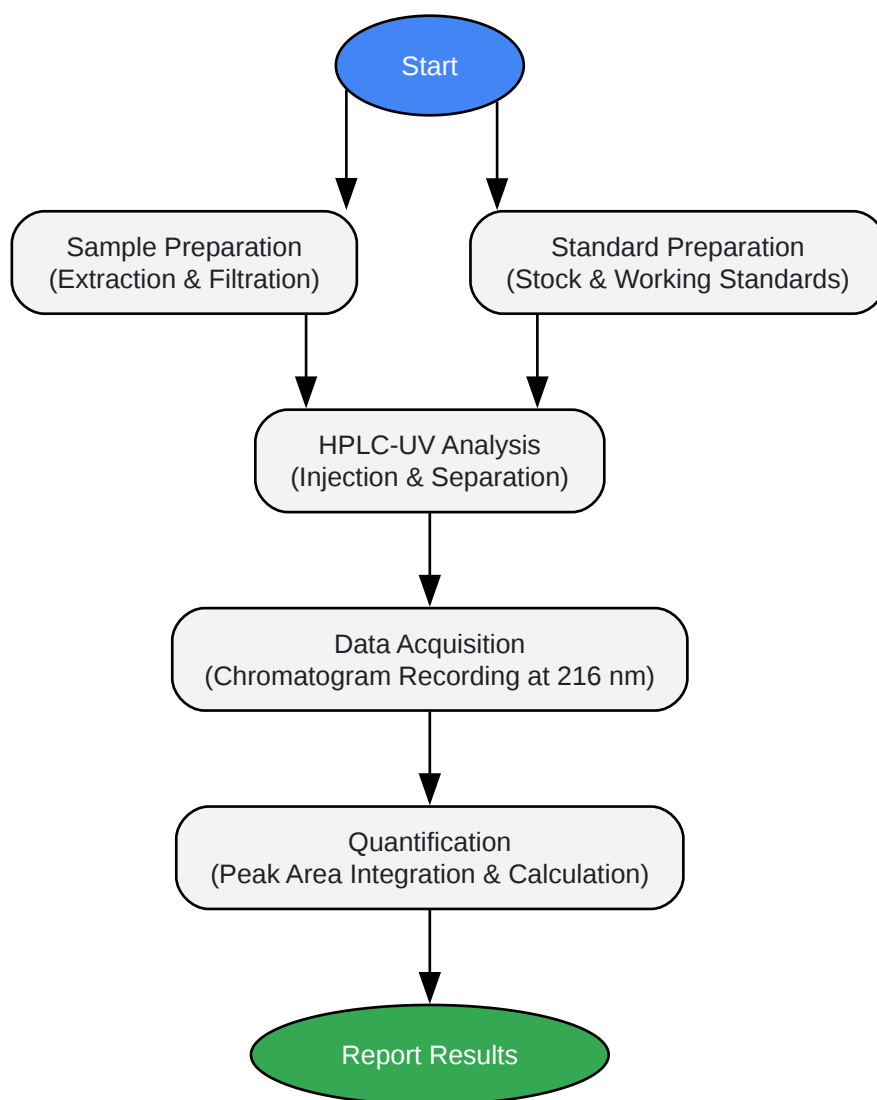 Start
Sample Preparation
(Extraction & Filtration)
Standard Preparation
(Stock & Working Standards)
HPLC-UV Analysis
(Injection & Separation)
Data Acquisition
(Chromatogram Recording at 216 nm)
Quantification
(Peak Area Integration & Calculation)
Report Results